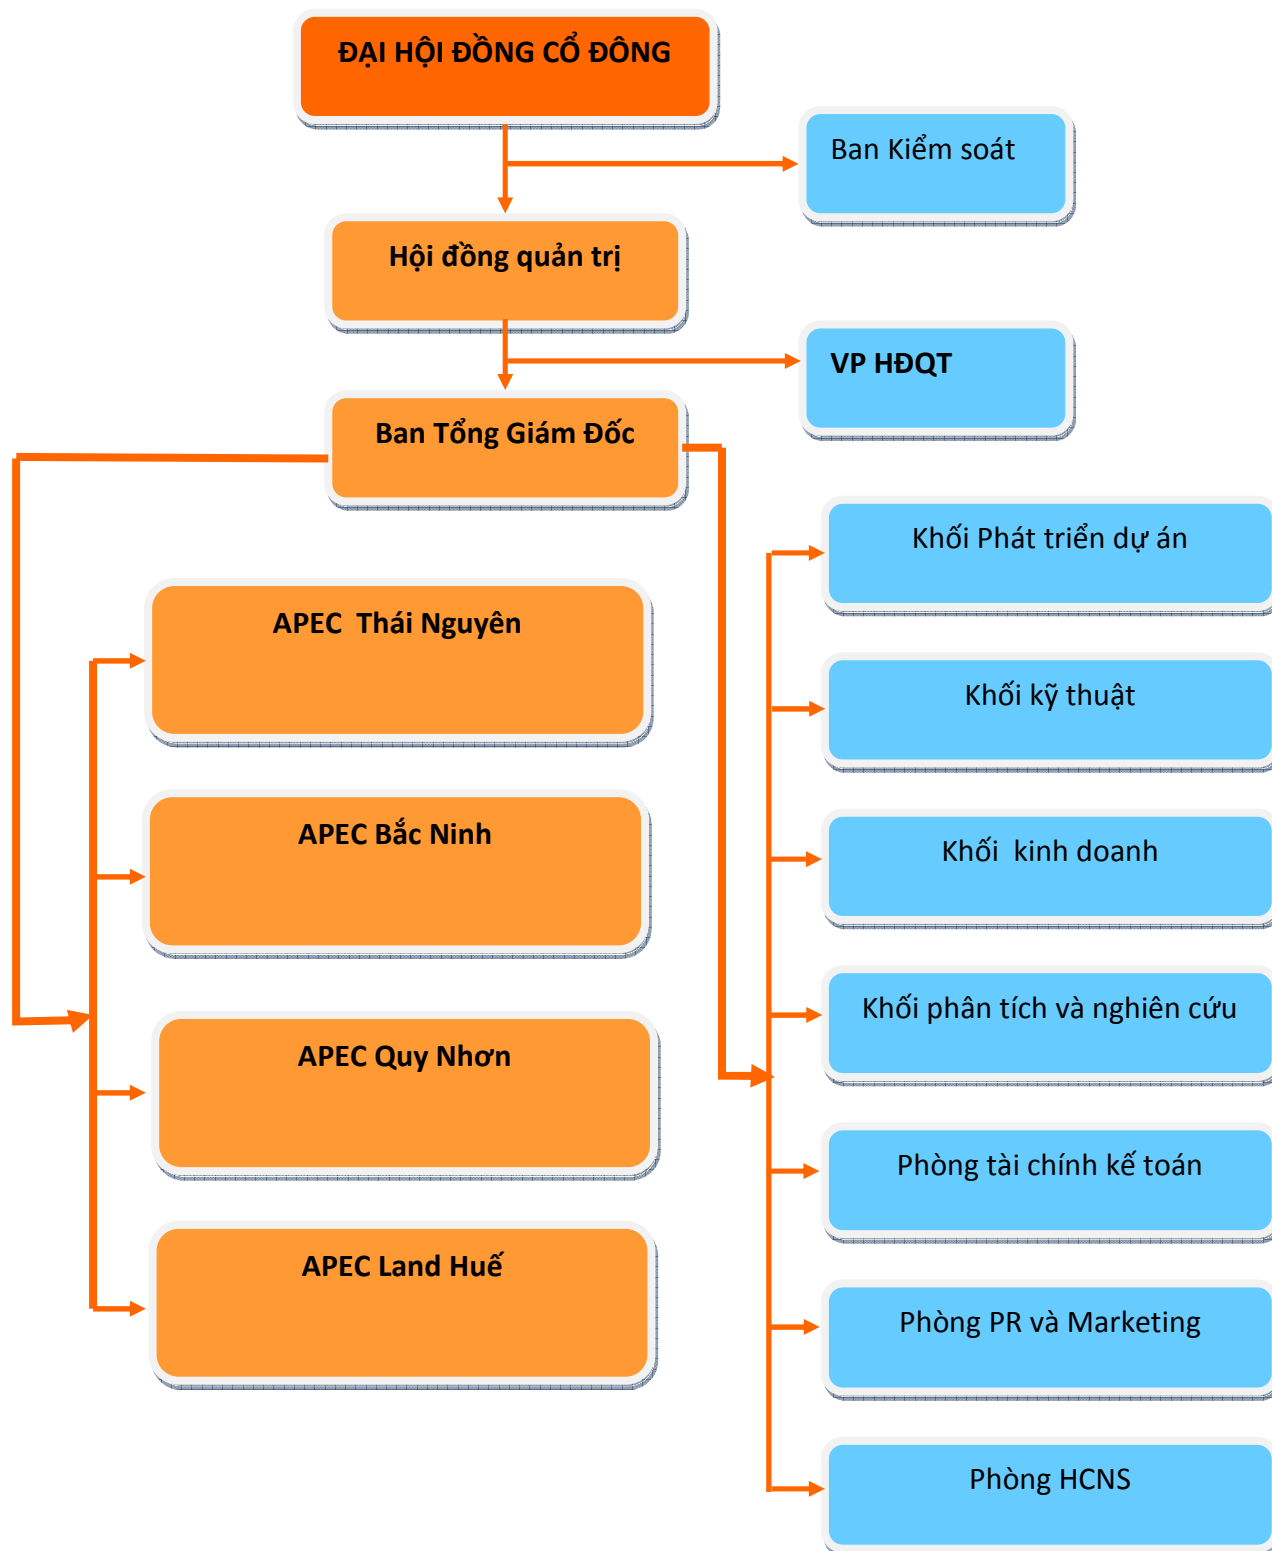 ĐẠI HỘI ĐỒNG CỔ ĐÔNG
Ban Kiểm soát
Hội đồng quản trị
VP HĐQT
Ban Tổng Giám Đốc
APEC Thái Nguyên
APEC Bắc Ninh
APEC Quy Nhơn
APEC Land Huế
Khối Phát triển dự án
Khối kỹ thuật
Khối kinh doanh
Khối phân tích và nghiên cứu
Phòng tài chính kế toán
Phòng PR và Marketing
Phòng HCNS